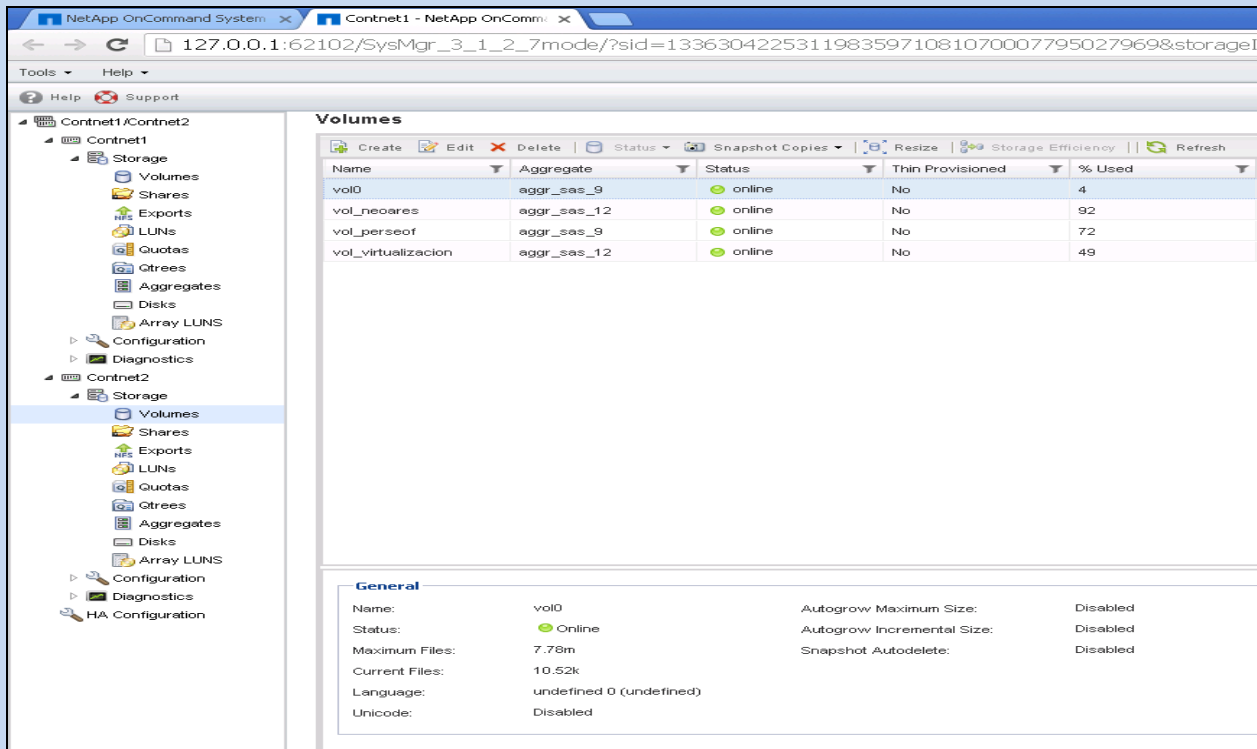 NetApp OnCommand System
Contnet1 - NetApp OnComm
127.0.0.1:62102/SysMgr_3_1_2_7mode/?sid=13363042253119835971081070007795027969&storageI
Tools Help
Help Support
Contnet1/Contnet2
Contnet1
Storage
Volumes
Shares
Exports
LUNs
Quotas
Qtrees
Aggregates
Disks
Array LUNS
Configuration
Diagnostics
Contnet2
Storage
Volumes
Shares
Exports
LUNs
Quotas
Qtrees
Aggregates
Disks
Array LUNS
Configuration
Diagnostics
HA Configuration
Volumes
Create Edit Delete Status Snapshot Copies Resize Storage Efficiency Refresh
Name Aggregate Status Thin Provisioned % Used
vol0 aggr_sas_9 online No 4
vol_neoares aggr_sas_12 online No 92
vol_perseof aggr_sas_9 online No 72
vol_virtualizacion aggr_sas_12 online No 49
General
Name: vol0 Autogrow Maximum Size: Disabled
Status: Online Autogrow Incremental Size: Disabled
Maximum Files: 7.78m Snapshot Autodelete: Disabled
Current Files: 10.52k
Language: undefined 0 (undefined)
Unicode: Disabled